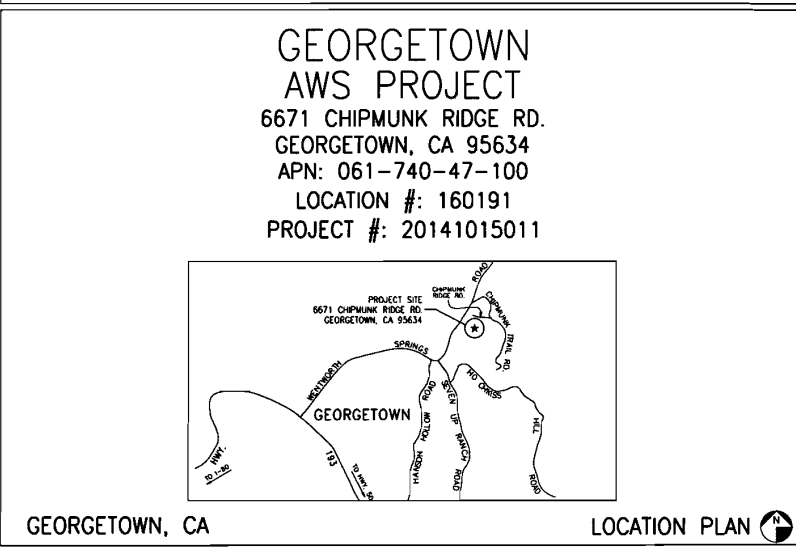 GEORGETOWN
AWS PROJECT
6671 CHIPMUNK RIDGE RD.
GEORGETOWN, CA 95634
APN: 061-740-47-100
LOCATION #: 160191
PROJECT #: 20141015011
ROAD
CHIPMUNK
RIDGE RD.
PROJECT SITE
6671 CHIPMUNK RIDGE RD.
GEORGETOWN, CA 95634
CHIPMUNK
TRAIL RD
WENTWORTH
SPRINGS
GEORGETOWN
HANSON HOLLOW ROAD
SEVEN UP RANCH ROAD
HO CHRISS
HILL
ROAD
HWY.
193
TO I-80
TO HWY. 50
GEORGETOWN, CA
LOCATION PLAN
N